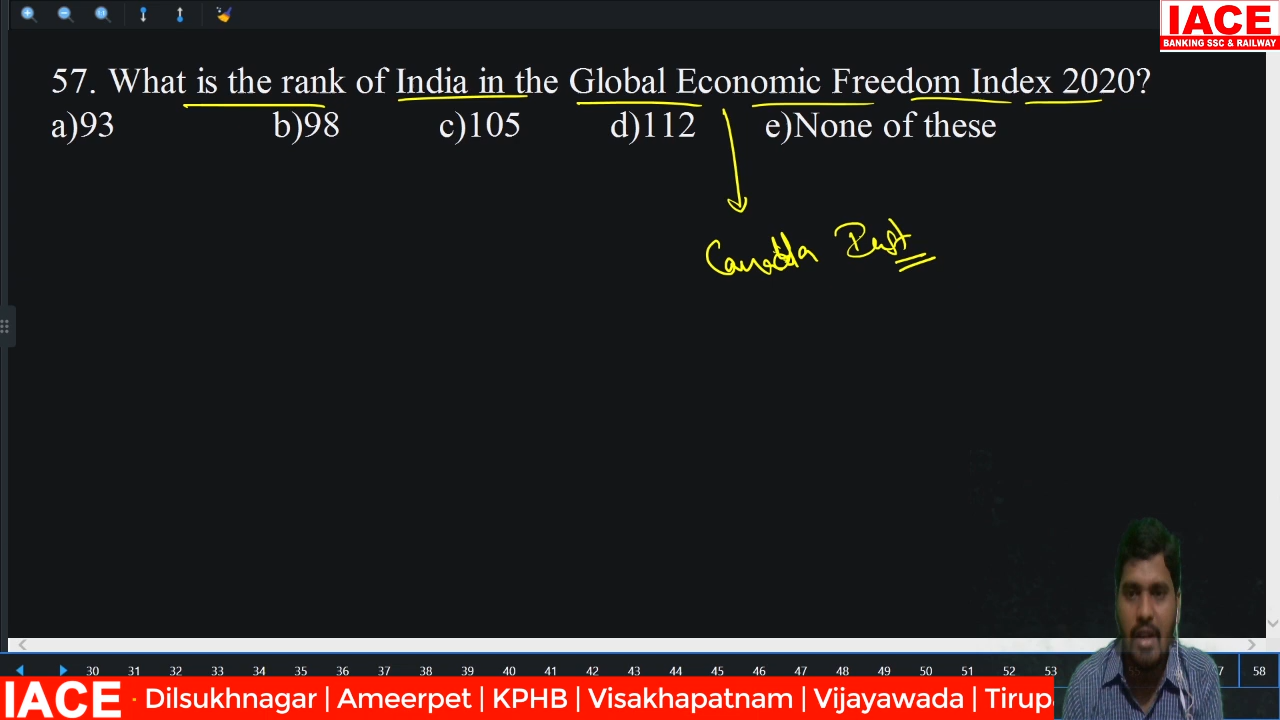 IACE
BANKING SSC & RAILWAY
57. What is the rank of India in the Global Economic Freedom Index 2020?
a)93 b)98 c)105 d)112 e)None of these
Canada
30 31 32 33 34 35 36 37 38 39 40 41 42 43 44 45 46 47 48 49 50 51 52 53 58
IACE · Dilsukhnagar | Ameerpet | KPHB | Visakhapatnam | Vijayawada |